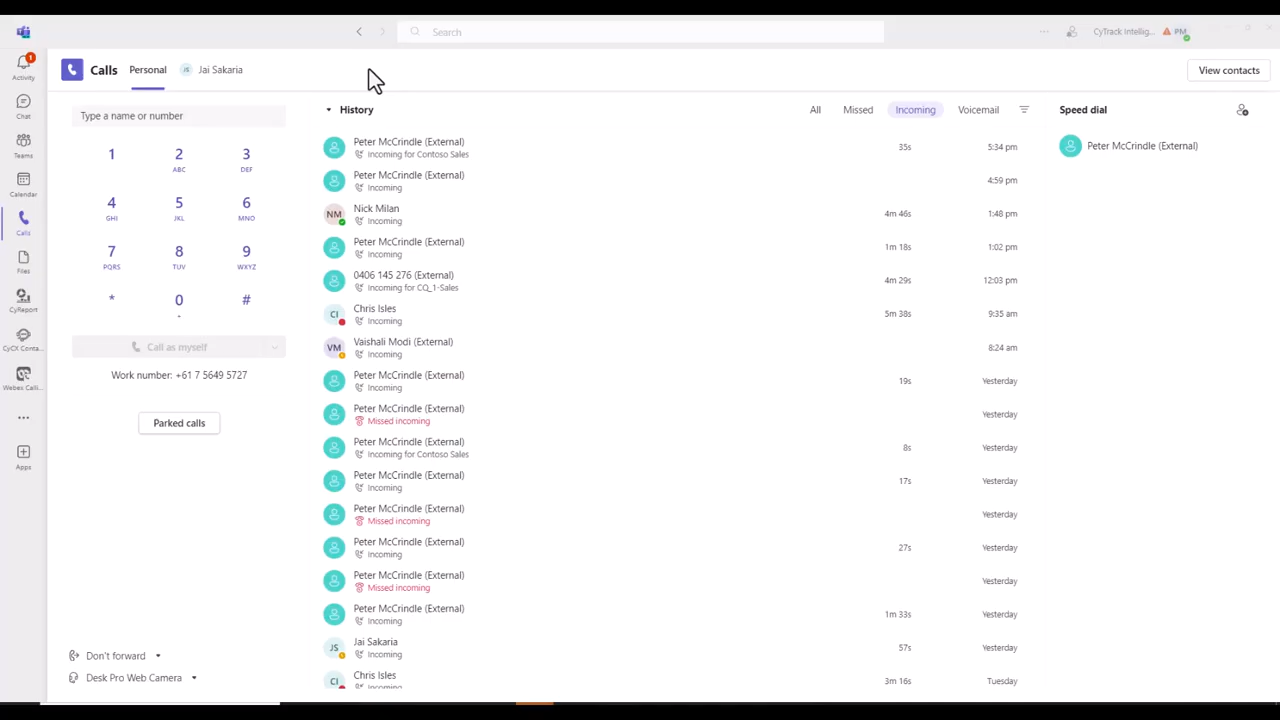 Search
CyTrack Intellig...
PM
1
Activity
Chat
Teams
Calendar
Calls
Files
CyReport
CyCX Conta...
Webex Calli...
Apps
Calls
Personal
JS
Jai Sakaria
View contacts
Type a name or number
1
2
ABC
3
DEF
4
GHI
5
JKL
6
MNO
7
PQRS
8
TUV
9
WXYZ
*
0
#
Call as myself
Work number: +61 7 5649 5727
Parked calls
Don't forward
Desk Pro Web Camera
History
All
Missed
Incoming
Voicemail
Peter McCrindle (External)
Incoming for Contoso Sales
35s
5:34 pm
Peter McCrindle (External)
Incoming
4:59 pm
NM
Nick Milan
Incoming
4m 46s
1:48 pm
Peter McCrindle (External)
Incoming
1m 18s
1:02 pm
0406 145 276 (External)
Incoming for CQ_1-Sales
4m 29s
12:03 pm
CI
Chris Isles
Incoming
5m 38s
9:35 am
VM
Vaishali Modi (External)
Incoming
8:24 am
Peter McCrindle (External)
Incoming
19s
Yesterday
Peter McCrindle (External)
Missed incoming
Yesterday
Peter McCrindle (External)
Incoming for Contoso Sales
8s
Yesterday
Peter McCrindle (External)
Incoming
17s
Yesterday
Peter McCrindle (External)
Missed incoming
Yesterday
Peter McCrindle (External)
Incoming
27s
Yesterday
Peter McCrindle (External)
Missed incoming
Yesterday
Peter McCrindle (External)
Incoming
1m 33s
Yesterday
JS
Jai Sakaria
Incoming
57s
Yesterday
CI
Chris Isles
Incoming
3m 16s
Tuesday
Speed dial
Peter McCrindle (External)